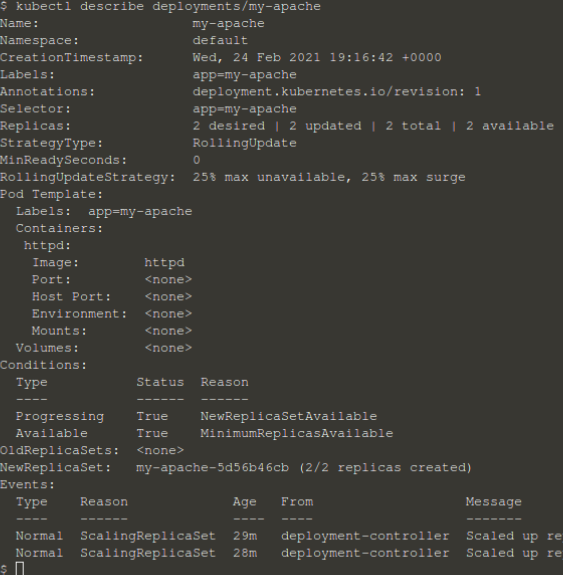 $ kubectl describe deployments/my-apache
Name:                   my-apache
Namespace:              default
CreationTimestamp:      Wed, 24 Feb 2021 19:16:42 +0000
Labels:                 app=my-apache
Annotations:            deployment.kubernetes.io/revision: 1
Selector:               app=my-apache
Replicas:               2 desired | 2 updated | 2 total | 2 available
StrategyType:           RollingUpdate
MinReadySeconds:        0
RollingUpdateStrategy:  25% max unavailable, 25% max surge
Pod Template:
  Labels:  app=my-apache
  Containers:
   httpd:
    Image:        httpd
    Port:         <none>
    Host Port:    <none>
    Environment:  <none>
    Mounts:       <none>
  Volumes:        <none>
Conditions:
  Type           Status  Reason
  ----           ------  ------
  Progressing    True    NewReplicaSetAvailable
  Available      True    MinimumReplicasAvailable
OldReplicaSets:  <none>
NewReplicaSet:   my-apache-5d56b46cb (2/2 replicas created)
Events:
  Type    Reason             Age   From                   Message
  ----    ------             ----  ----                   -------
  Normal  ScalingReplicaSet  29m   deployment-controller  Scaled up re
  Normal  ScalingReplicaSet  28m   deployment-controller  Scaled up re
$